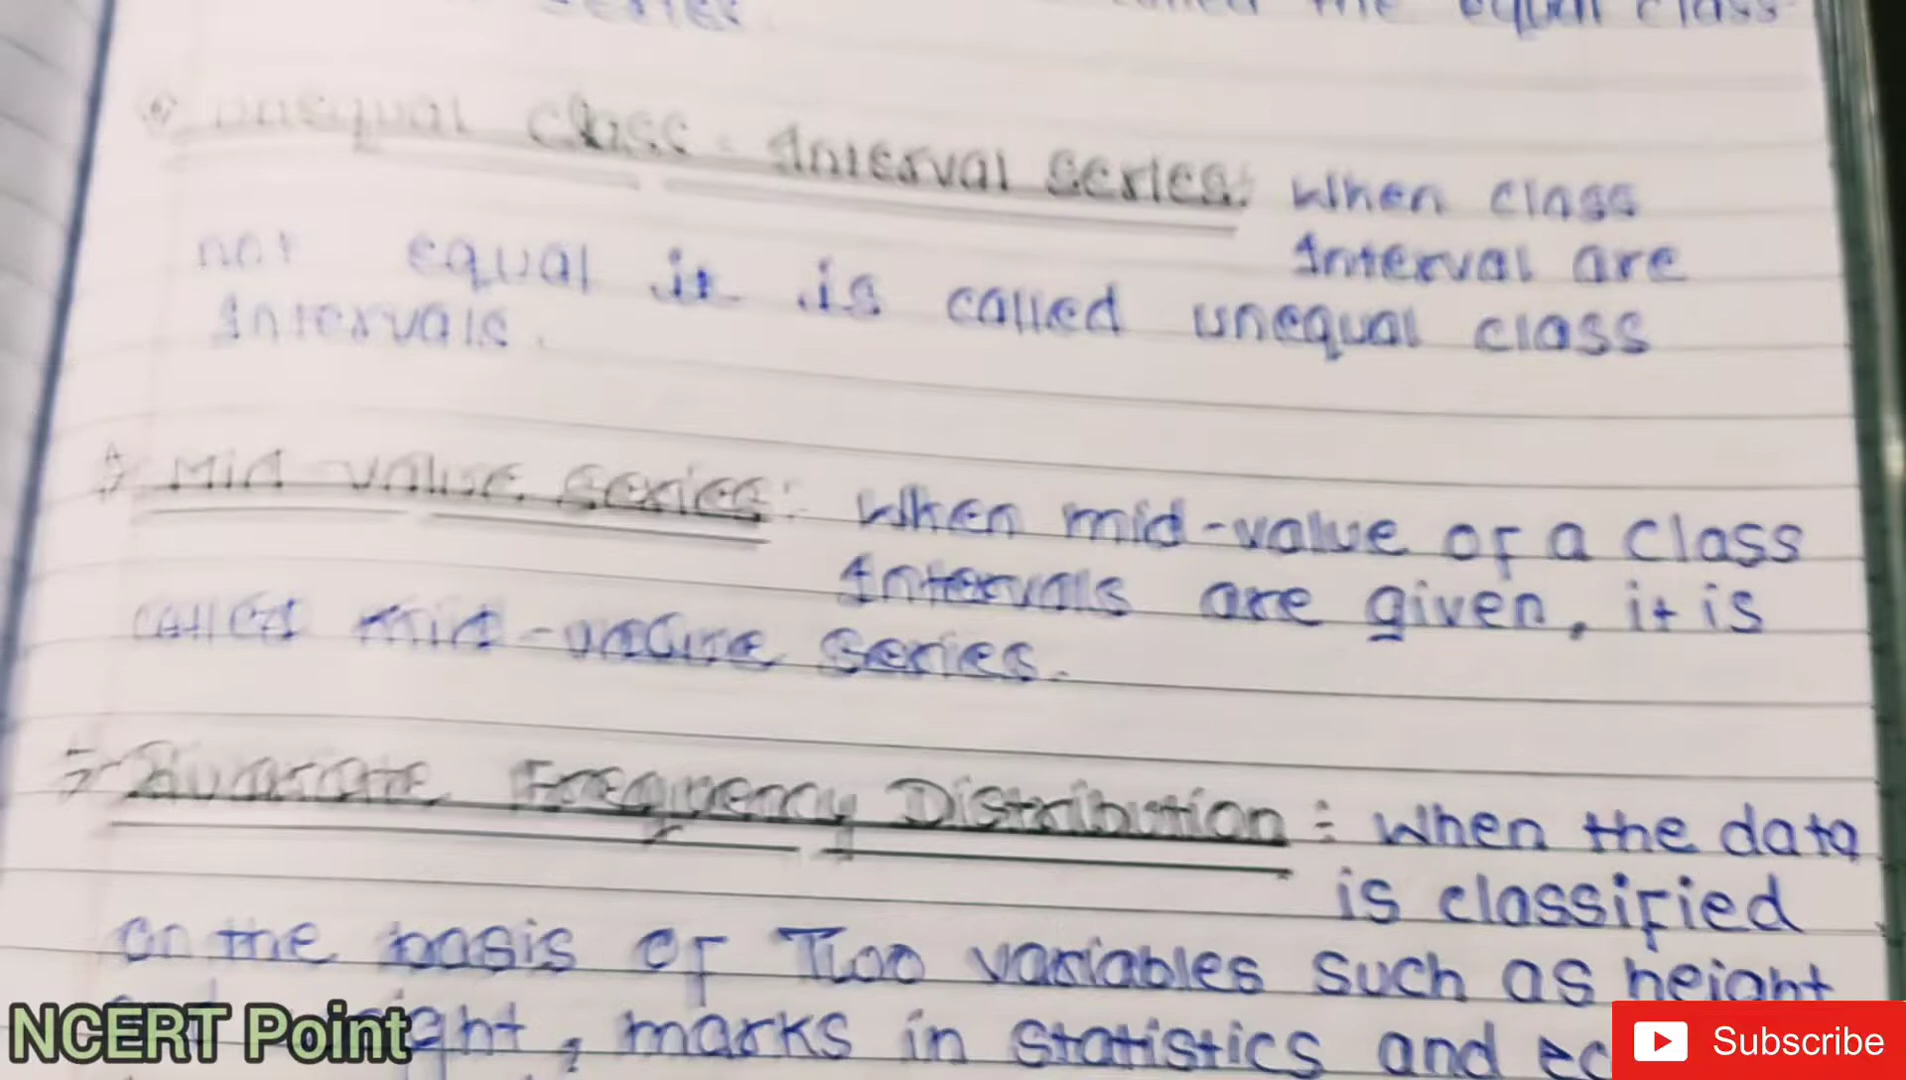 called the equal class
series.
Unequal Class - Interval series: When class
Interval are
not equal it is called unequal class
Intervals.
Mid value series: When mid-value of a class
Intervals are given, it is
called mid-value series.
Bivariate Frequency Distribution: When the data
is classified
on the basis of Two variables such as height
, marks in statistics and
NCERT Point
Subscribe